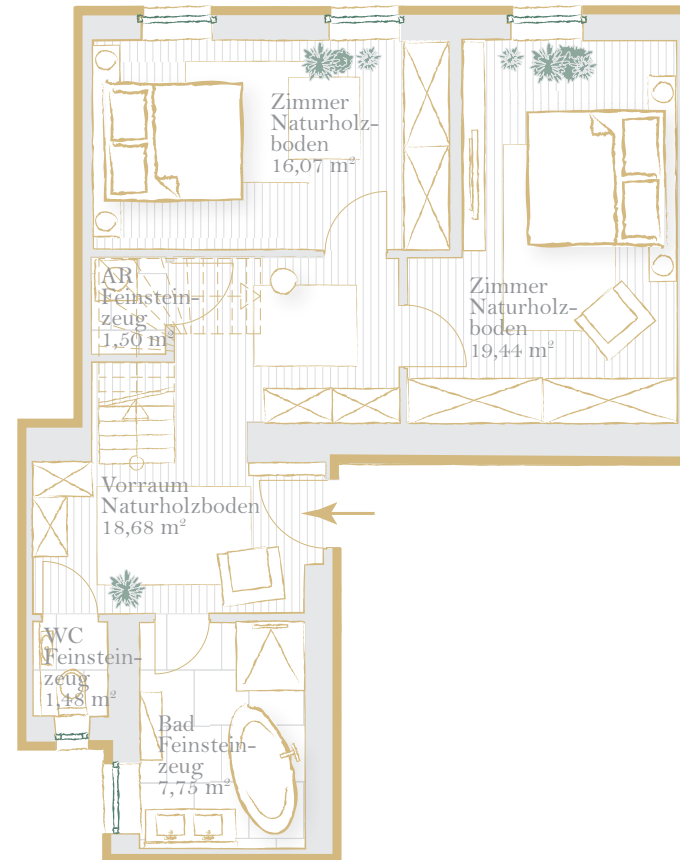 Zimmer
Naturholz-
boden
16,07 m²
AR
Feinstein-
zeug
1,50 m²
Zimmer
Naturholz-
boden
19,44 m²
Vorraum
Naturholzboden
18,68 m²
WC
Feinstein-
zeug
1,48 m²
Bad
Feinstein-
zeug
7,75 m²